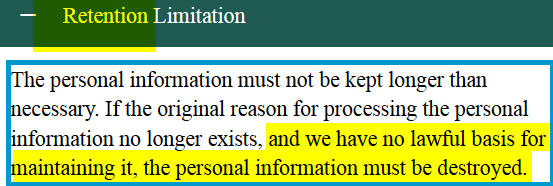 — Retention Limitation
The personal information must not be kept longer than
necessary. If the original reason for processing the personal
information no longer exists, and we have no lawful basis for
maintaining it, the personal information must be destroyed.